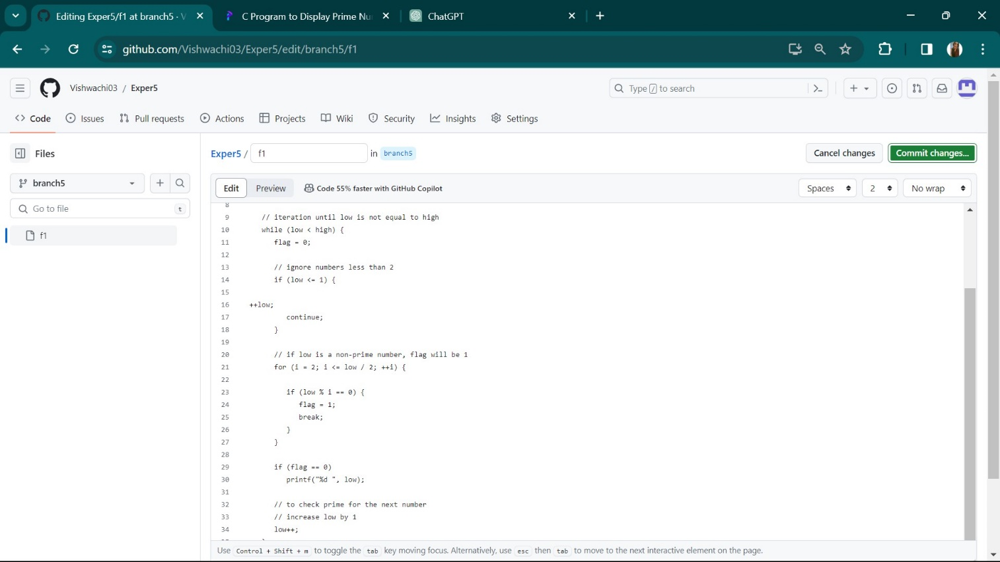 Editing Exper5/f1 at branch5 · V
C Program to Display Prime Nu
ChatGPT
github.com/Vishwachi03/Exper5/edit/branch5/f1
Vishwachi03 / Exper5
Type / to search
Code
Issues
Pull requests
Actions
Projects
Wiki
Security
Insights
Settings
Files
Exper5 / f1 in branch5
Cancel changes
Commit changes...
branch5
Go to file
t
f1
Edit
Preview
Code 55% faster with GitHub Copilot
Spaces
2
No wrap
8
9 // iteration until low is not equal to high
10 while (low < high) {
11 flag = 0;
12
13 // ignore numbers less than 2
14 if (low <= 1) {
15
16 ++low;
17 continue;
18 }
19
20 // if low is a non-prime number, flag will be 1
21 for (i = 2; i <= low / 2; ++i) {
22
23 if (low % i == 0) {
24 flag = 1;
25 break;
26 }
27 }
28
29 if (flag == 0)
30 printf("%d ", low);
31
32 // to check prime for the next number
33 // increase low by 1
34 low++;
Use Control + Shift + m to toggle the tab key moving focus. Alternatively, use esc then tab to move to the next interactive element on the page.